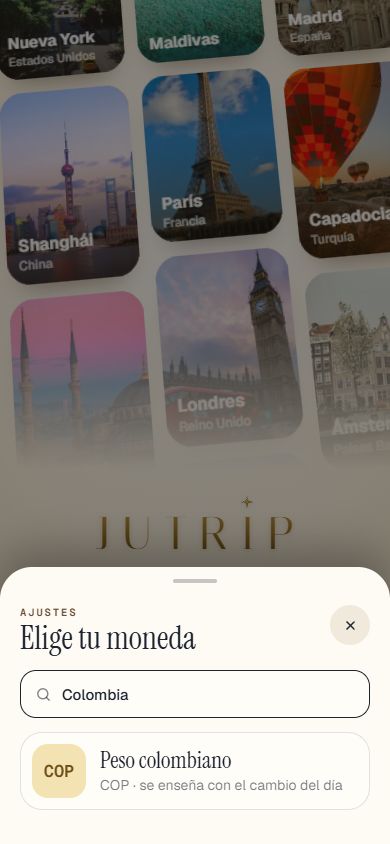 Nueva York
Estados Unidos
Maldivas
Madrid
España
Shanghái
China
París
Francia
Capadocia
Turquía
Londres
Reino Unido
JUTRIP
AJUSTES
Elige tu moneda
Colombia
COP
Peso colombiano
COP · se enseña con el cambio del día